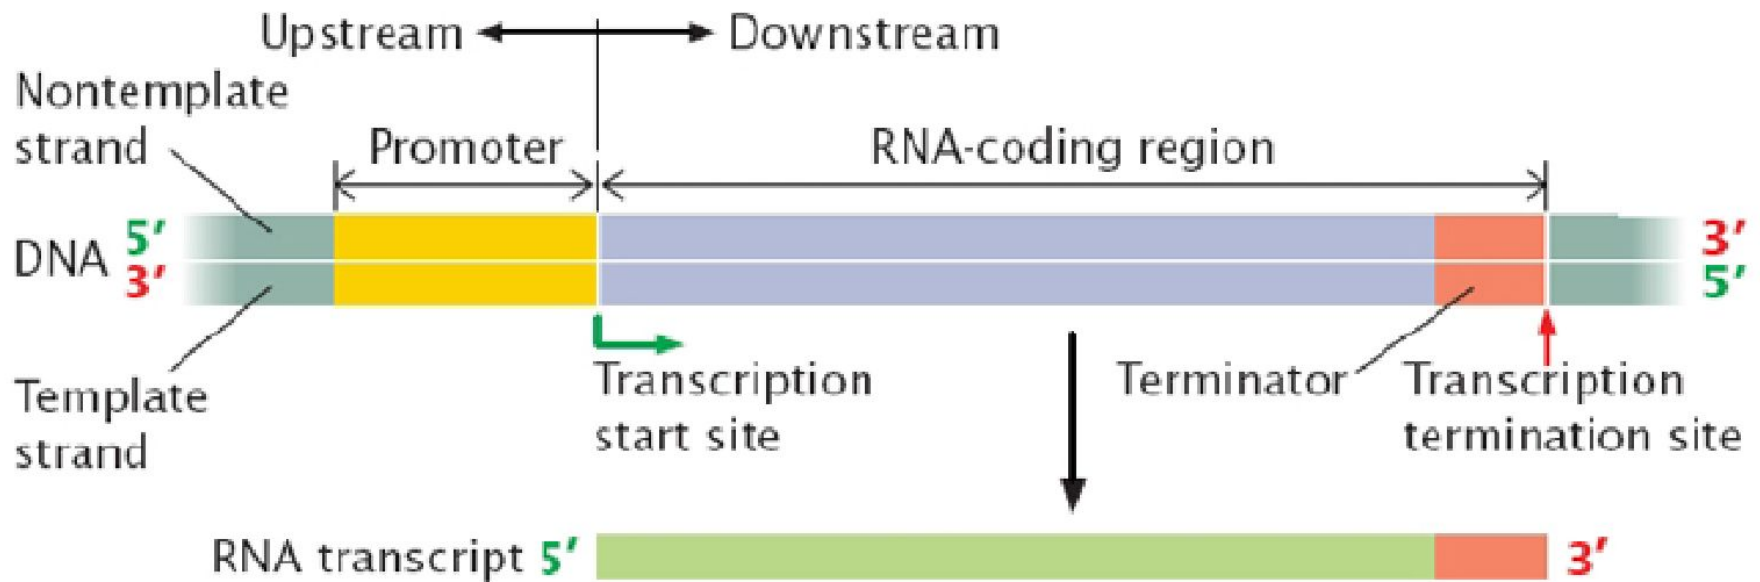 Upstream
Downstream
Nontemplate
strand
Promoter
RNA-coding region
DNA
5′
3′
3′
5′
Template
strand
Transcription
start site
Terminator
Transcription
termination site
RNA transcript 5′
3′